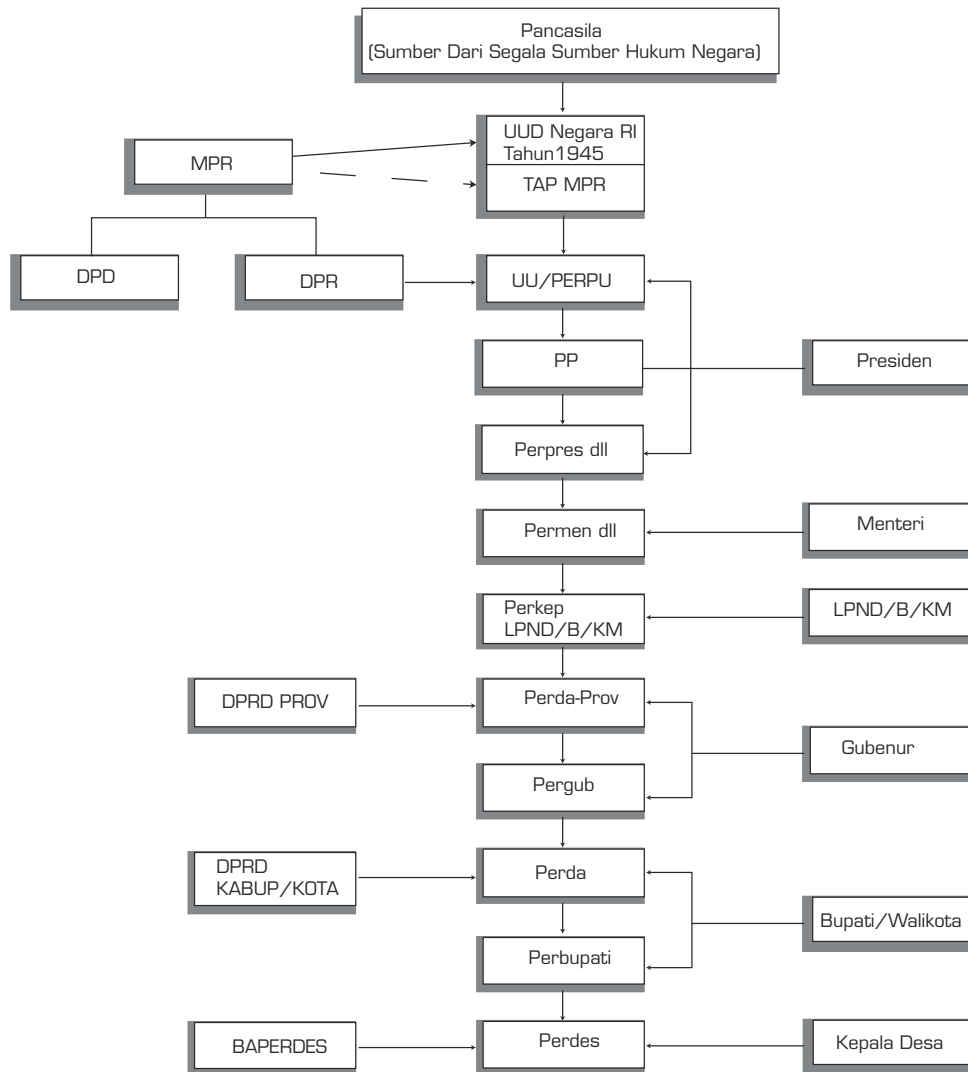 Pancasila
(Sumber Dari Segala Sumber Hukum Negara)
UUD Negara RI
Tahun1945
MPR
TAP MPR
DPD
DPR
UU/PERPU
PP
Presiden
Perpres dll
Permen dll
Menteri
Perkep
LPND/B/KM
LPND/B/KM
DPRD PROV
Perda-Prov
Gubenur
Pergub
DPRD
KABUP/KOTA
Perda
Bupati/Walikota
Perbupati
BAPERDES
Perdes
Kepala Desa